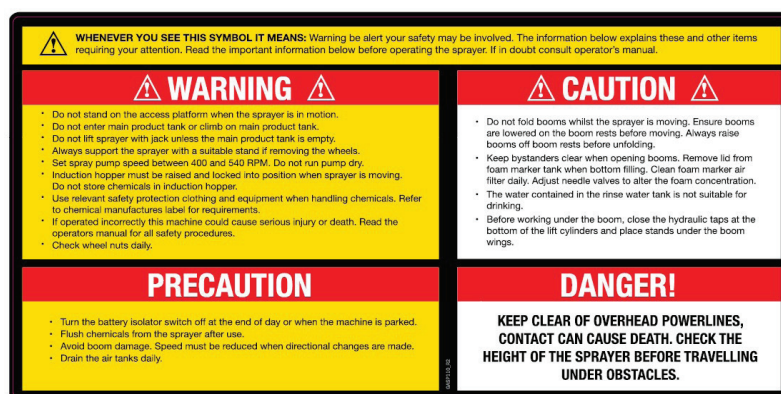 WHENEVER YOU SEE THIS SYMBOL IT MEANS: Warning be alert your safety may be involved. The information below explains these and other items
requiring your attention. Read the important information below before operating the sprayer. If in doubt consult operator's manual.
WARNING
• Do not stand on the access platform when the sprayer is in motion.
• Do not enter main product tank or climb on main product tank.
• Do not lift sprayer with jack unless the main product tank is empty.
• Always support the sprayer with a suitable stand if removing the wheels.
• Set spray pump speed between 400 and 540 RPM. Do not run pump dry.
• Induction hopper must be raised and locked into position when sprayer is moving.
Do not store chemicals in induction hopper.
• Use relevant safety protection clothing and equipment when handling chemicals. Refer
to chemical manufactures label for requirements.
• If operated incorrectly this machine could cause serious injury or death. Read the
operators manual for all safety procedures.
• Check wheel nuts daily.
CAUTION
• Do not fold booms whilst the sprayer is moving. Ensure booms
are lowered on the boom rests before moving. Always raise
booms off boom rests before unfolding.
• Keep bystanders clear when opening booms. Remove lid from
foam marker tank when bottom filling. Clean foam marker air
filter daily. Adjust needle valves to alter the foam concentration.
• The water contained in the rinse water tank is not suitable for
drinking.
• Before working under the boom, close the hydraulic taps at the
bottom of the lift cylinders and place stands under the boom
wings.
PRECAUTION
• Turn the battery isolator switch off at the end of day or when the machine is parked.
• Flush chemicals from the sprayer after use.
• Avoid boom damage. Speed must be reduced when directional changes are made.
• Drain the air tanks daily.
DANGER!
KEEP CLEAR OF OVERHEAD POWERLINES,
CONTACT CAN CAUSE DEATH. CHECK THE
HEIGHT OF THE SPRAYER BEFORE TRAVELLING
UNDER OBSTACLES.